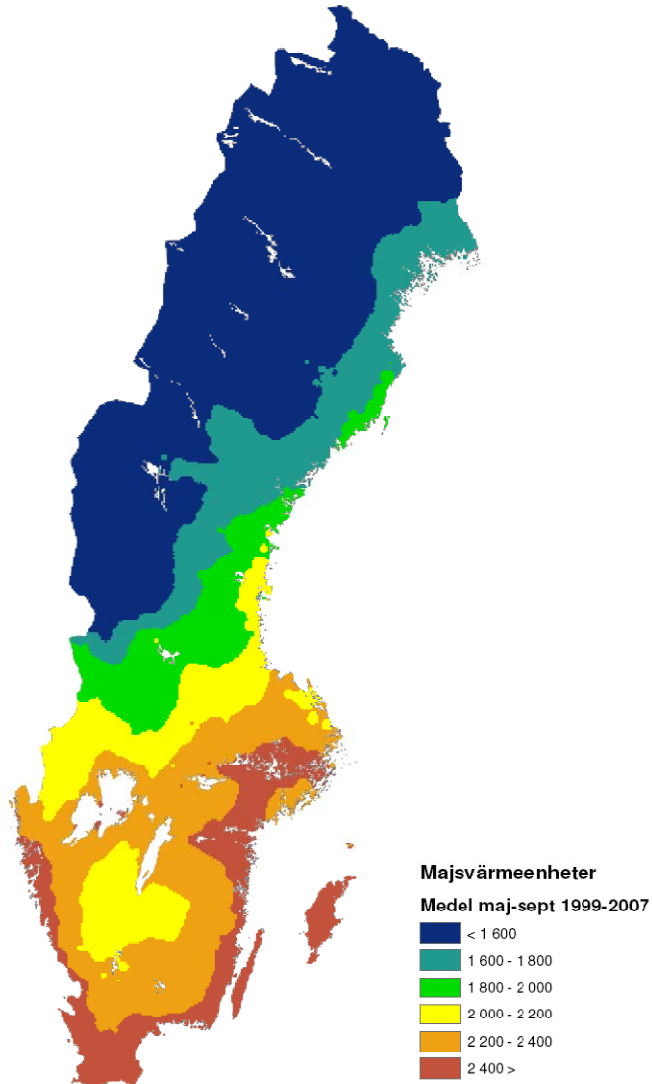 Majsvärmeenheter
Medel maj-sept 1999-2007
< 1 600
1 600 - 1 800
1 800 - 2 000
2 000 - 2 200
2 200 - 2 400
2 400 >